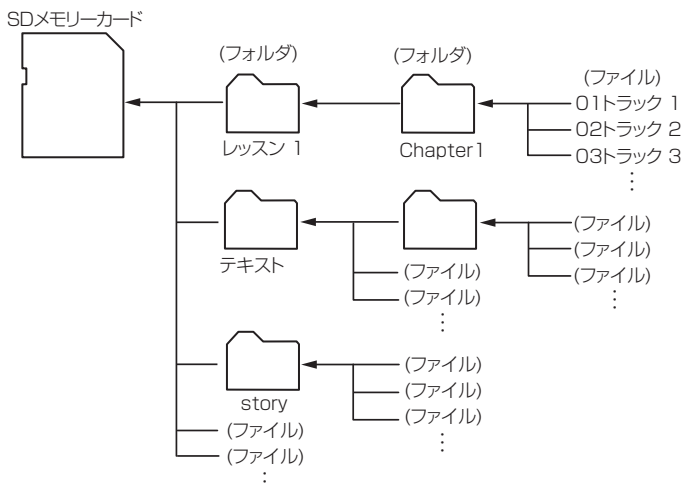 SDメモリーカード
(フォルダ)
(フォルダ)
(ファイル)
01トラック 1
02トラック 2
03トラック 3
⋮
レッスン 1
Chapter1
(ファイル)
(ファイル)
(ファイル)
⋮
テキスト
(ファイル)
(ファイル)
⋮
story
(ファイル)
(ファイル)
(ファイル)
⋮
(ファイル)
(ファイル)
⋮